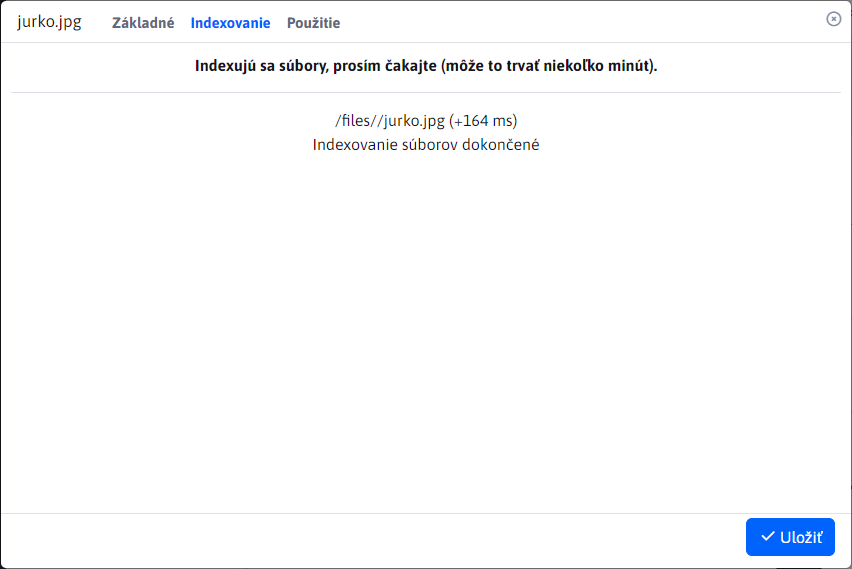 jurko.jpg Základné Indexovanie Použitie
Indexujú sa súbory, prosím čakajte (môže to trvať niekoľko minút).
/files//jurko.jpg (+164 ms)
Indexovanie súborov dokončené
Uložiť